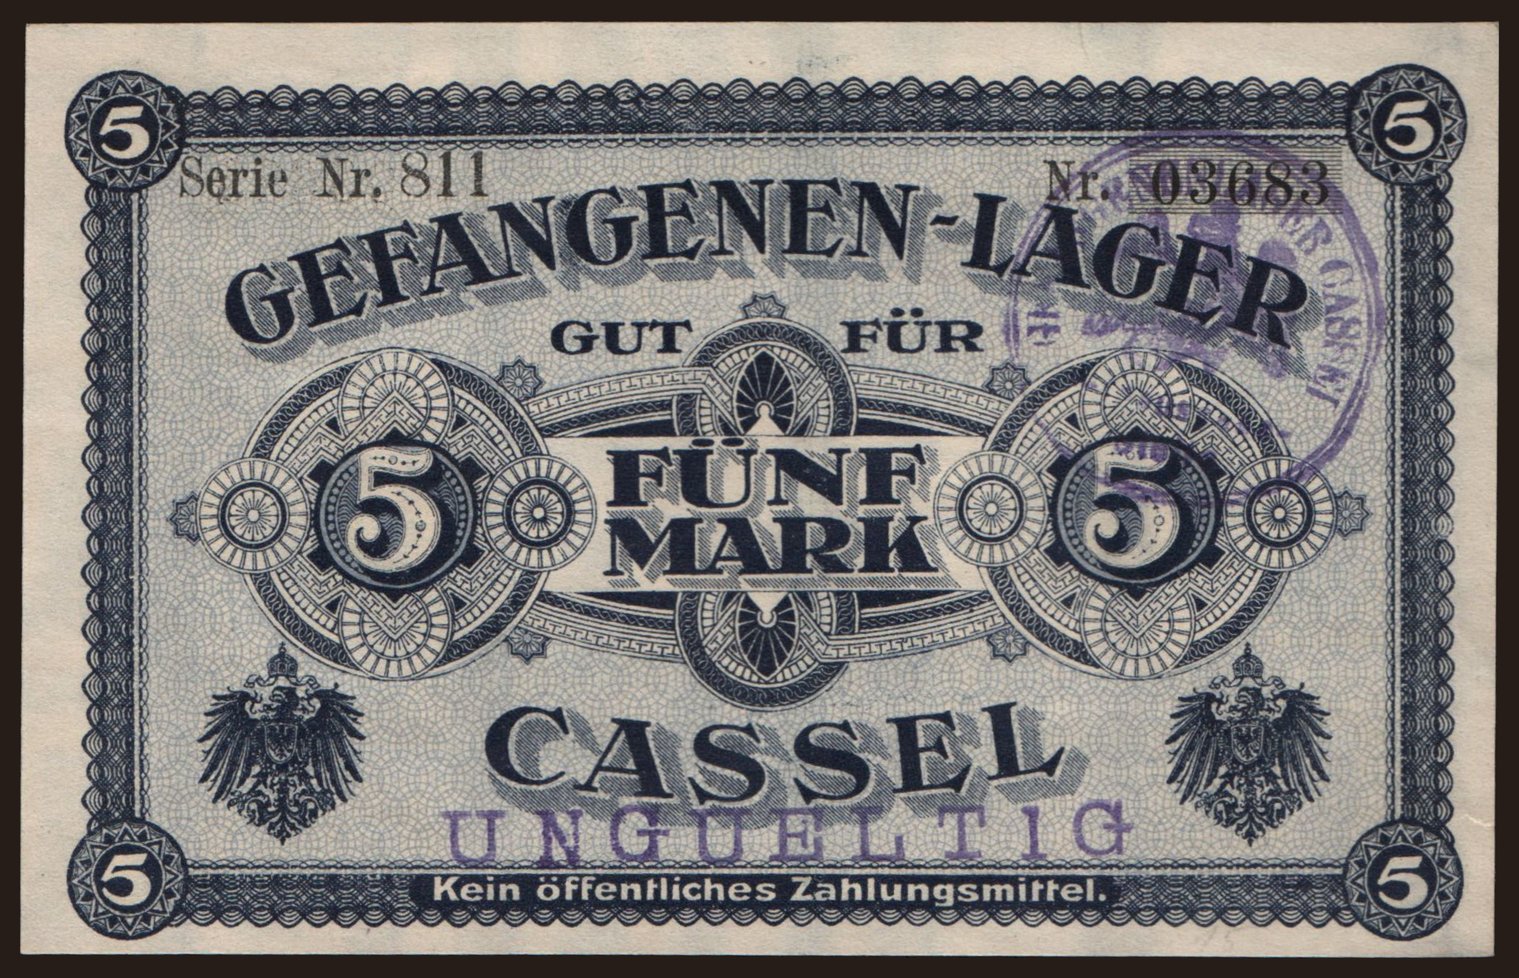 5 5
Serie Nr. 811 Nr. 03683
GEFANGENEN-LAGER
GUT FÜR
5 FÜNF 5
MARK
CASSEL
UNGUELTIG
Kein öffentliches Zahlungsmittel.
5 5